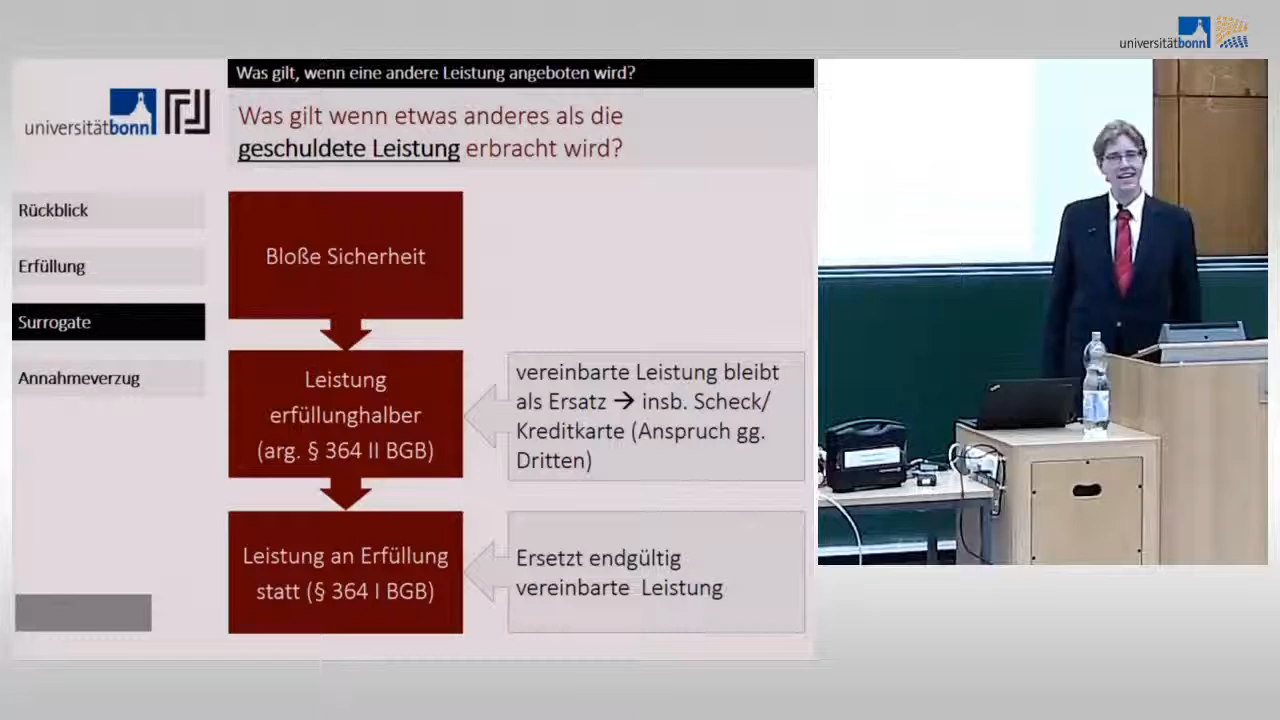 universitätbonn
Was gilt, wenn eine andere Leistung angeboten wird?
universitätbonn
Was gilt wenn etwas anderes als die
geschuldete Leistung erbracht wird?
Rückblick
Erfüllung
Surrogate
Annahmeverzug
Bloße Sicherheit
Leistung
erfüllunghalber
(arg. § 364 II BGB)
vereinbarte Leistung bleibt
als Ersatz → insb. Scheck/
Kreditkarte (Anspruch gg.
Dritten)
Leistung an Erfüllung
statt (§ 364 I BGB)
Ersetzt endgültig
vereinbarte Leistung